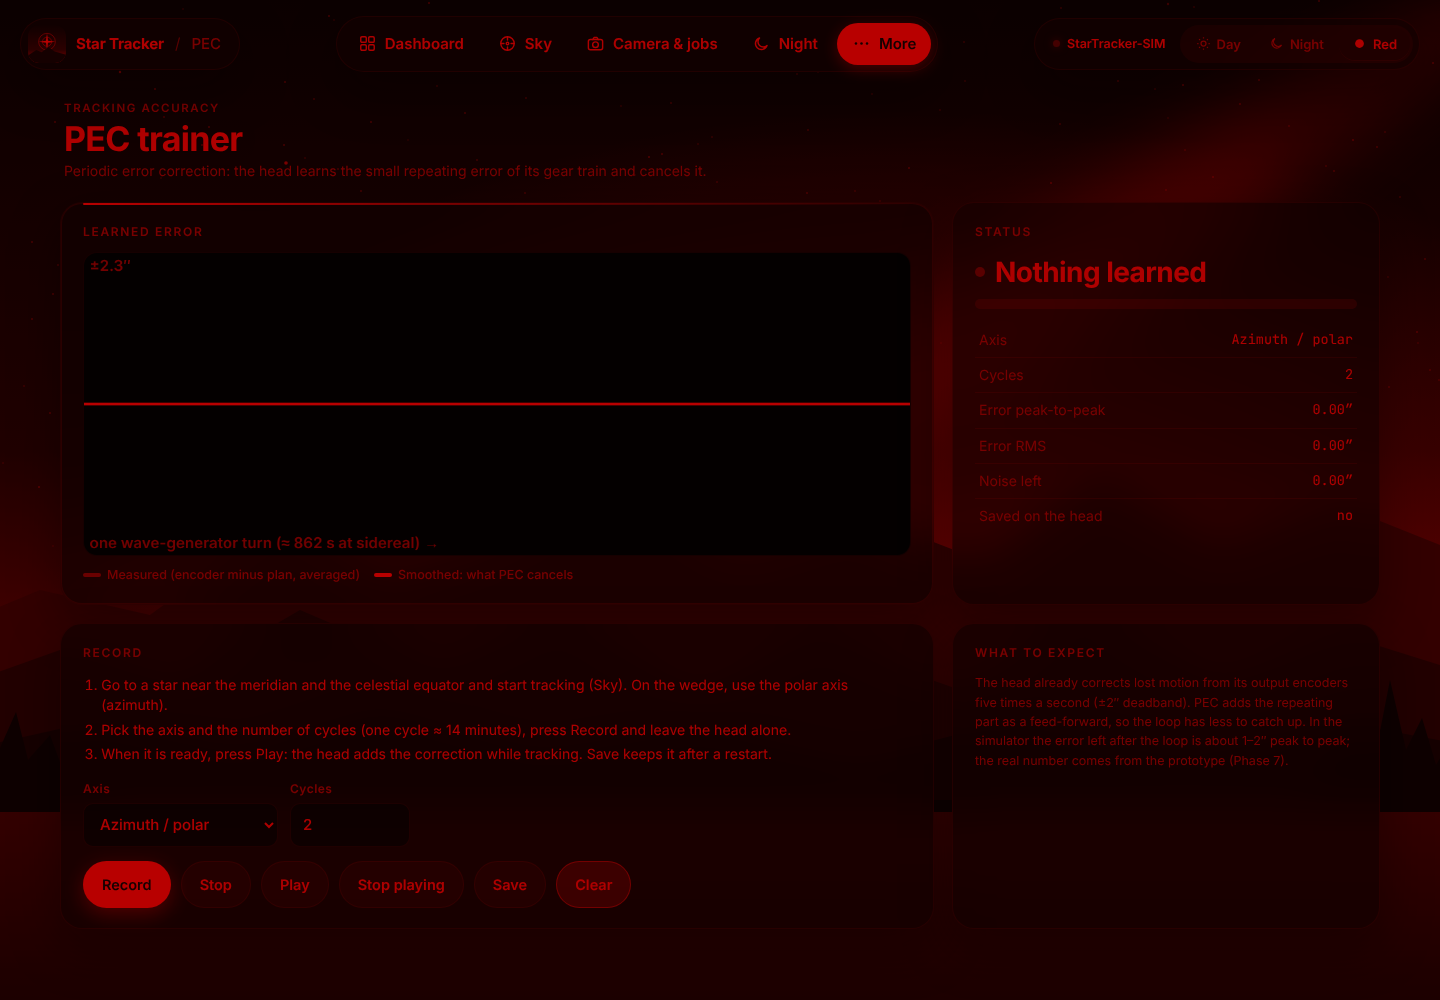 Star Tracker / PEC
Dashboard
Sky
Camera & jobs
Night
··· More
StarTracker-SIM
Day
Night
Red
TRACKING ACCURACY
PEC trainer
Periodic error correction: the head learns the small repeating error of its gear train and cancels it.
LEARNED ERROR
±2.3″
one wave-generator turn (≈ 862 s at sidereal) →
Measured (encoder minus plan, averaged)
Smoothed: what PEC cancels
STATUS
Nothing learned
Axis Azimuth / polar
Cycles 2
Error peak-to-peak 0.00″
Error RMS 0.00″
Noise left 0.00″
Saved on the head no
RECORD
1. Go to a star near the meridian and the celestial equator and start tracking (Sky). On the wedge, use the polar axis
(azimuth).
2. Pick the axis and the number of cycles (one cycle ≈ 14 minutes), press Record and leave the head alone.
3. When it is ready, press Play: the head adds the correction while tracking. Save keeps it after a restart.
Axis
Cycles
Azimuth / polar
2
Record
Stop
Play
Stop playing
Save
Clear
WHAT TO EXPECT
The head already corrects lost motion from its output encoders
five times a second (±2″ deadband). PEC adds the repeating
part as a feed-forward, so the loop has less to catch up. In the
simulator the error left after the loop is about 1–2″ peak to peak;
the real number comes from the prototype (Phase 7).